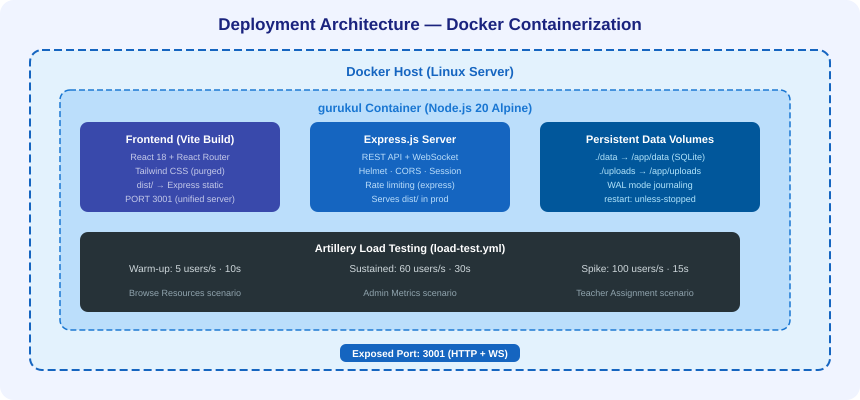 Deployment Architecture — Docker Containerization
Docker Host (Linux Server)
gurukul Container (Node.js 20 Alpine)
Frontend (Vite Build)
React 18 + React Router
Tailwind CSS (purged)
dist/ → Express static
PORT 3001 (unified server)
Express.js Server
REST API + WebSocket
Helmet · CORS · Session
Rate limiting (express)
Serves dist/ in prod
Persistent Data Volumes
./data → /app/data (SQLite)
./uploads → /app/uploads
WAL mode journaling
restart: unless-stopped
Artillery Load Testing (load-test.yml)
Warm-up: 5 users/s · 10s
Browse Resources scenario
Sustained: 60 users/s · 30s
Admin Metrics scenario
Spike: 100 users/s · 15s
Teacher Assignment scenario
Exposed Port: 3001 (HTTP + WS)